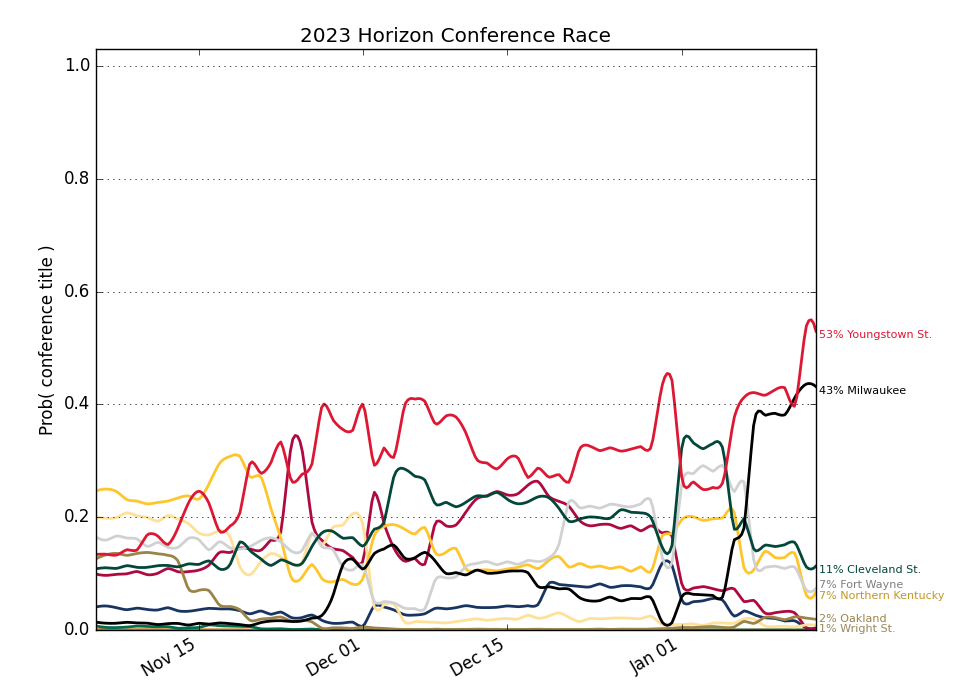 2023 Horizon Conference Race
Prob( conference title )
1.0
0.8
0.6
0.4
0.2
0.0
Nov 15
Dec 01
Dec 15
Jan 01
53% Youngstown St.
43% Milwaukee
11% Cleveland St.
7% Fort Wayne
7% Northern Kentucky
2% Oakland
1% Wright St.